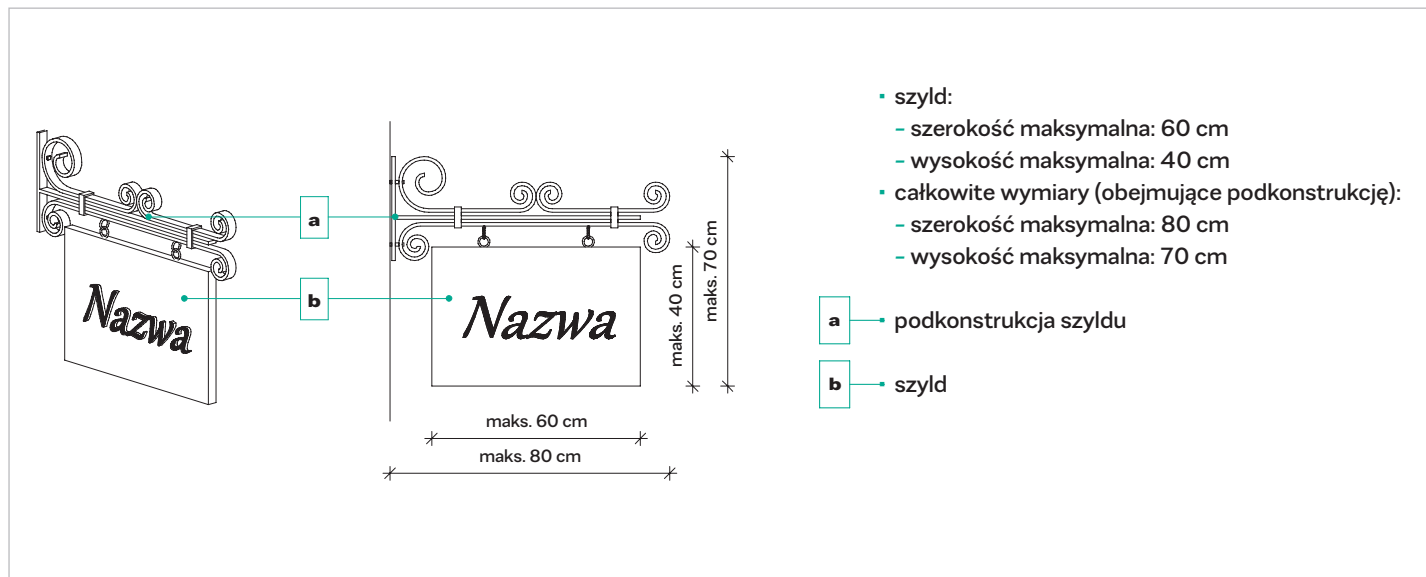 Nazwa
a
b
Nazwa
maks. 40 cm
maks. 70 cm
maks. 60 cm
maks. 80 cm
szyld:
– szerokość maksymalna: 60 cm
– wysokość maksymalna: 40 cm
całkowite wymiary (obejmujące podkonstrukcję):
– szerokość maksymalna: 80 cm
– wysokość maksymalna: 70 cm
a podkonstrukcja szyldu
b szyld